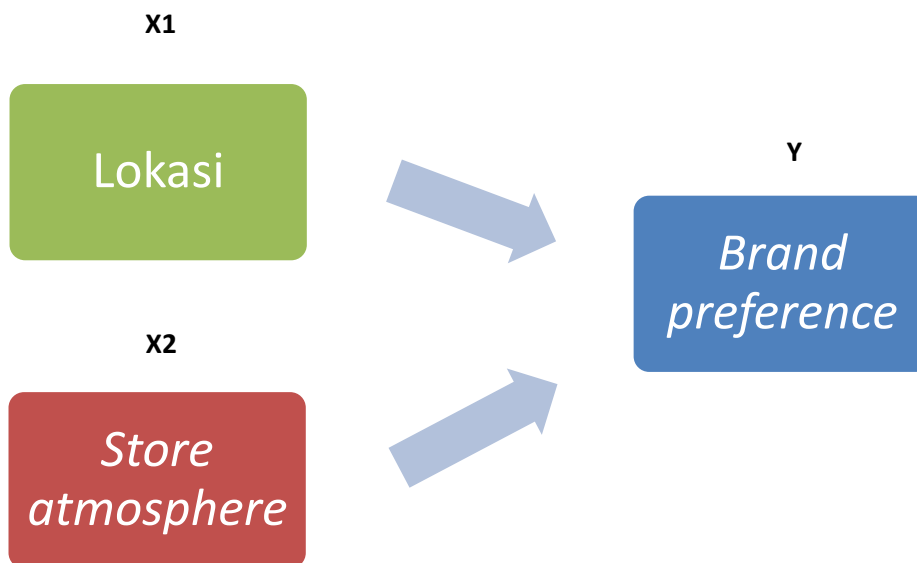 X1
Lokasi
Y
Brand
preference
X2
Store
atmosphere